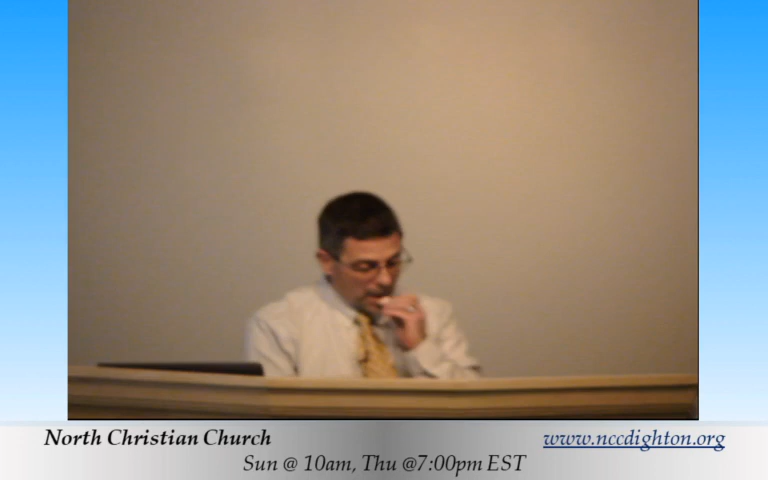 North Christian Church www.nccdighton.org
Sun @ 10am, Thu @7:00pm EST